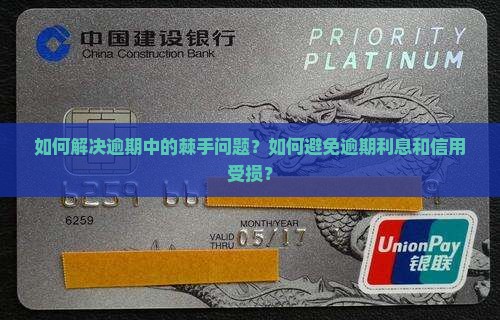 中国建设银行
China Construction Bank
PRIORITY
PLATINUM
如何解决逾期中的棘手问题？如何避免逾期利息和信用
受损？
6259
6259
MONTH/YEAR
VALID
THRU 05/17
UnionPay
银联